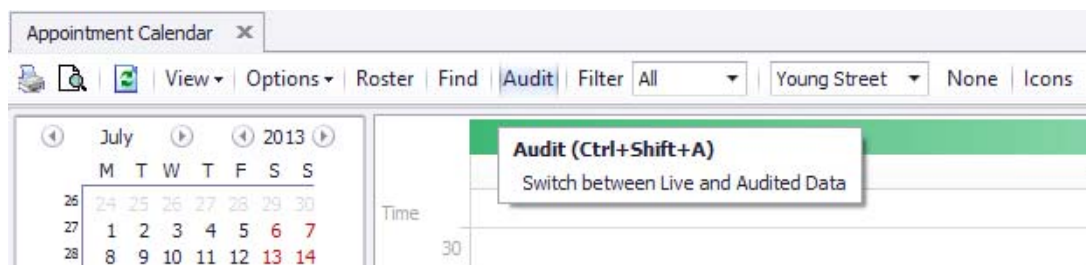 Appointment Calendar
View Options Roster Find Audit Filter All Young Street None Icons
July 2013
M T W T F S S
26 24 25 26 27 28 29 30
27 1 2 3 4 5 6 7
28 8 9 10 11 12 13 14
Audit (Ctrl+Shift+A)
Switch between Live and Audited Data
Time
30